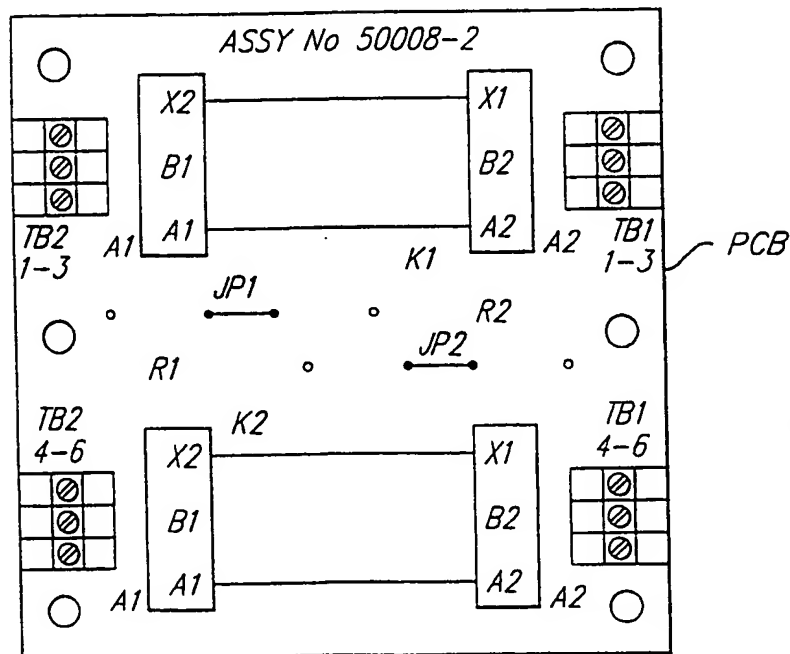 ASSY No 50008-2
X2 X1
B1 B2
A1 A2
TB2
1-3
A1
A2
TB1
1-3
PCB
K1
JP1
R2
JP2
R1
TB2
4-6
K2
TB1
4-6
X2 X1
B1 B2
A1 A2
A1
A2